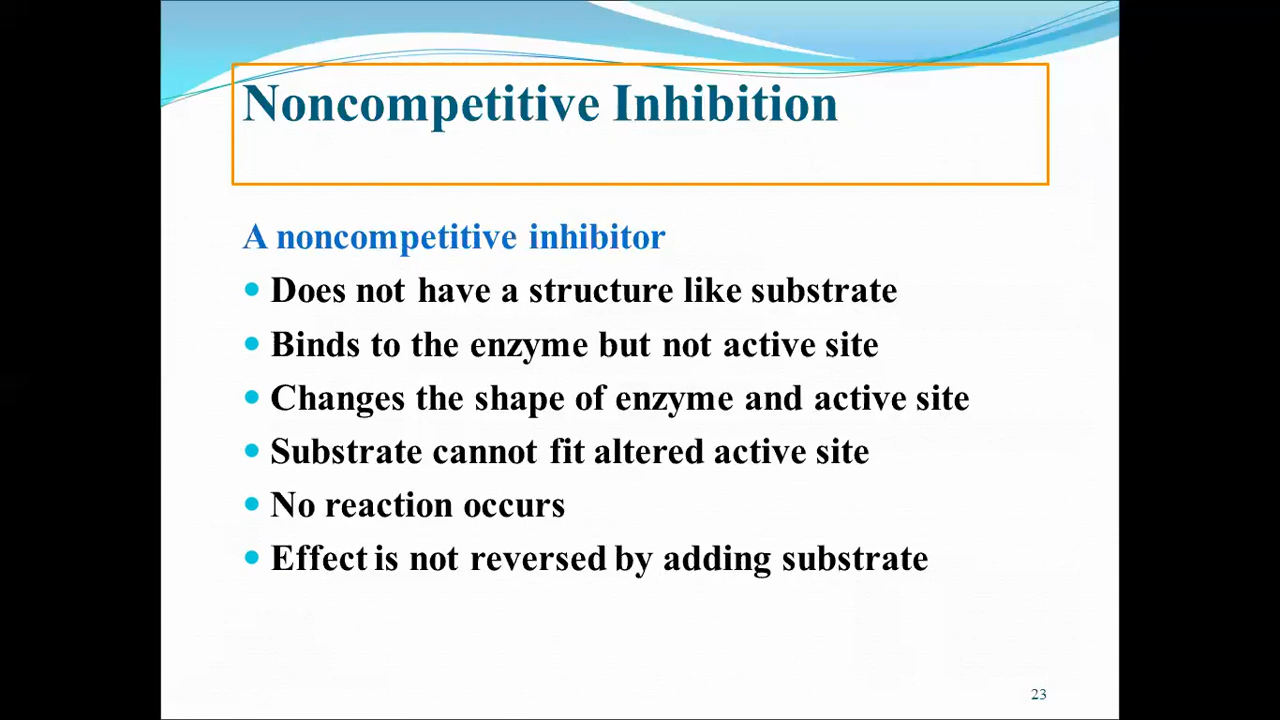 Noncompetitive Inhibition
A noncompetitive inhibitor
• Does not have a structure like substrate
• Binds to the enzyme but not active site
• Changes the shape of enzyme and active site
• Substrate cannot fit altered active site
• No reaction occurs
• Effect is not reversed by adding substrate
23